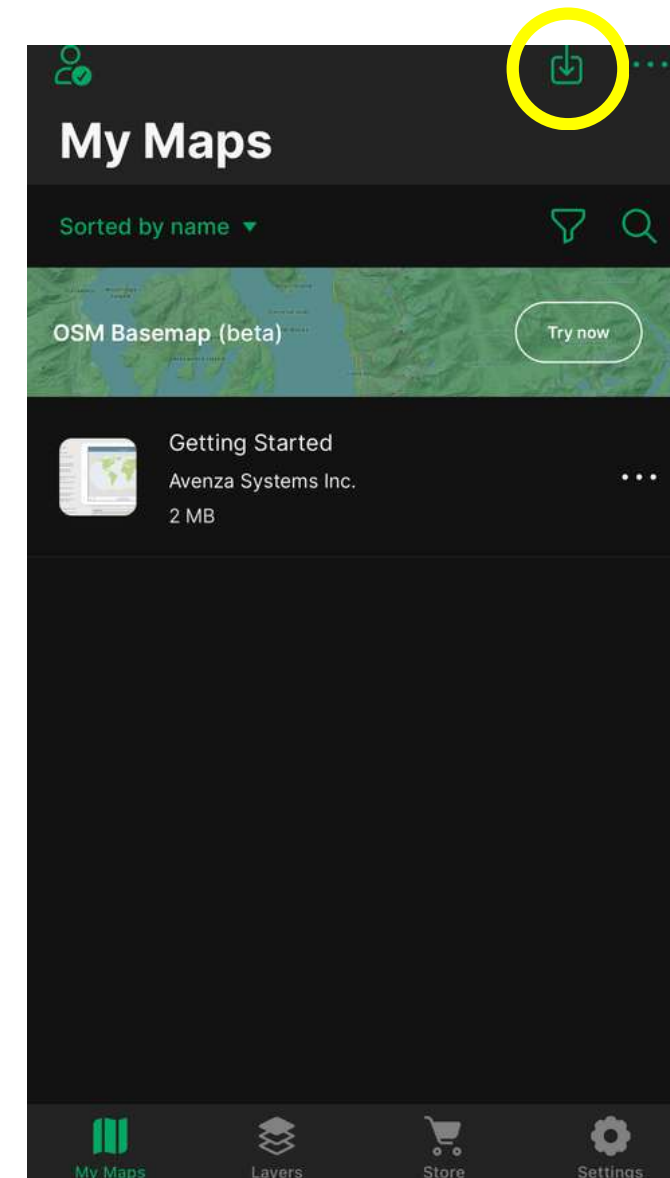 My Maps
Sorted by name
OSM Basemap (beta)
Try now
Getting Started
Avenza Systems Inc.
2 MB
My Maps
Layers
Store
Settings